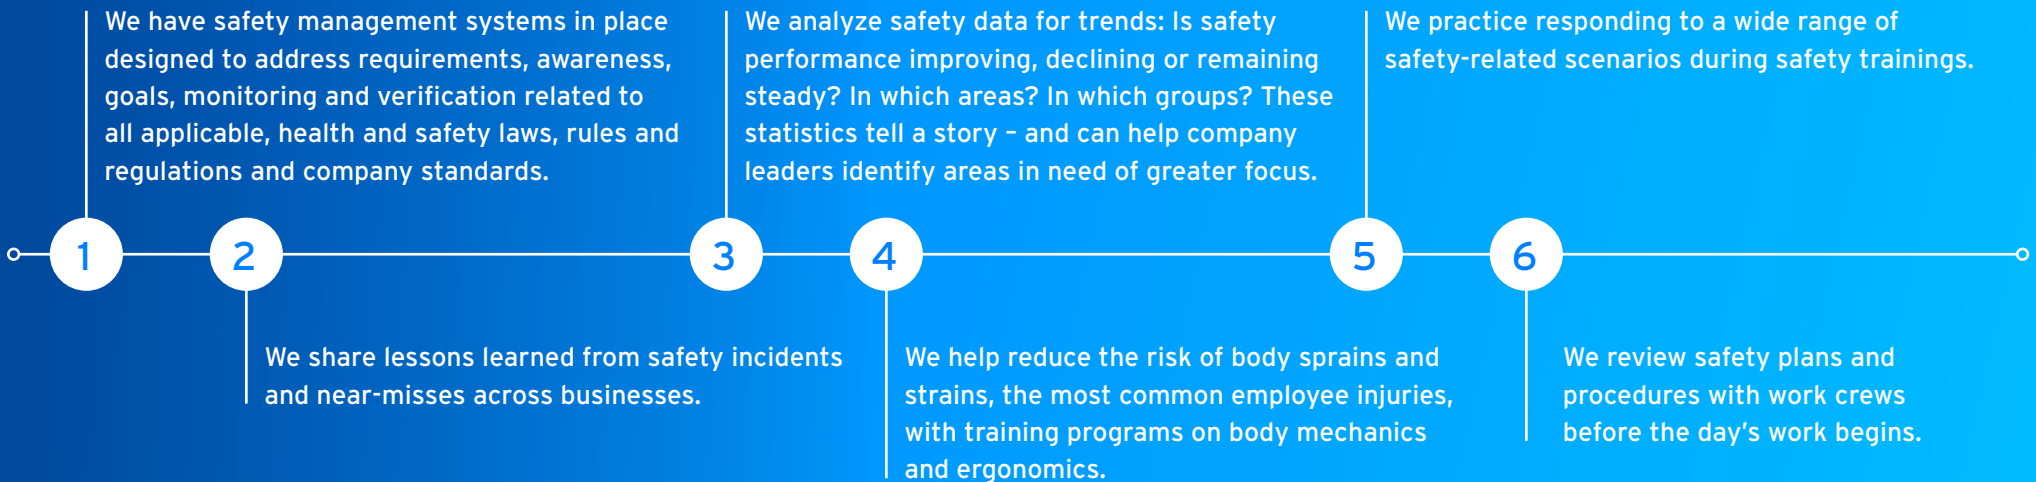 We have safety management systems in place
designed to address requirements, awareness,
goals, monitoring and verification related to
all applicable, health and safety laws, rules and
regulations and company standards.
We analyze safety data for trends: Is safety
performance improving, declining or remaining
steady? In which areas? In which groups? These
statistics tell a story – and can help company
leaders identify areas in need of greater focus.
We practice responding to a wide range of
safety-related scenarios during safety trainings.
1
2
3
4
5
6
We share lessons learned from safety incidents
and near-misses across businesses.
We help reduce the risk of body sprains and
strains, the most common employee injuries,
with training programs on body mechanics
and ergonomics.
We review safety plans and
procedures with work crews
before the day’s work begins.